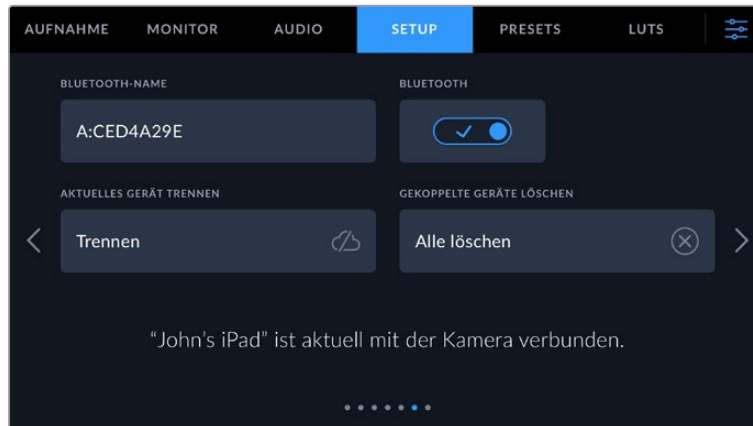 AUFNAHME MONITOR AUDIO SETUP PRESETS LUTS
BLUETOOTH-NAME BLUETOOTH
A:CED4A29E
AKTUELLES GERÄT TRENNEN GEKOPPELTE GERÄTE LÖSCHEN
Trennen Alle löschen
“John’s iPad” ist aktuell mit der Kamera verbunden.